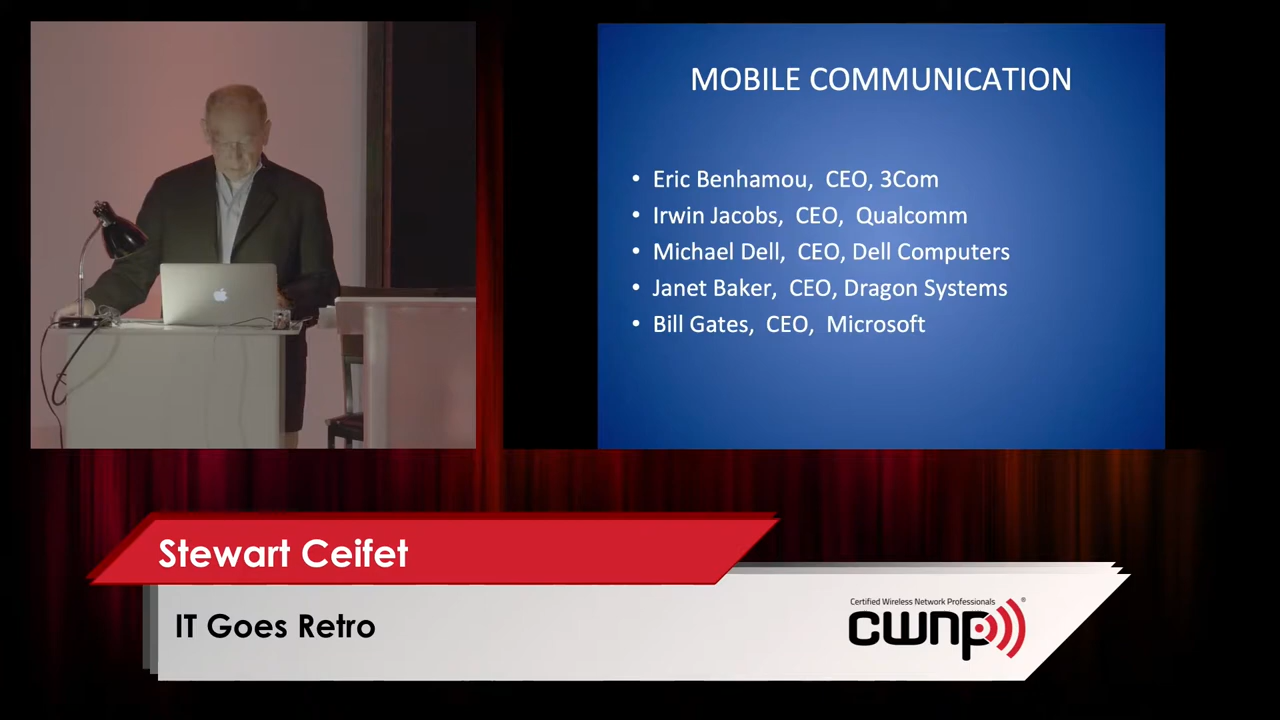 MOBILE COMMUNICATION
• Eric Benhamou, CEO, 3Com
• Irwin Jacobs, CEO, Qualcomm
• Michael Dell, CEO, Dell Computers
• Janet Baker, CEO, Dragon Systems
• Bill Gates, CEO, Microsoft
Stewart Ceifet
IT Goes Retro
Certified Wireless Network Professionals
cwnp®